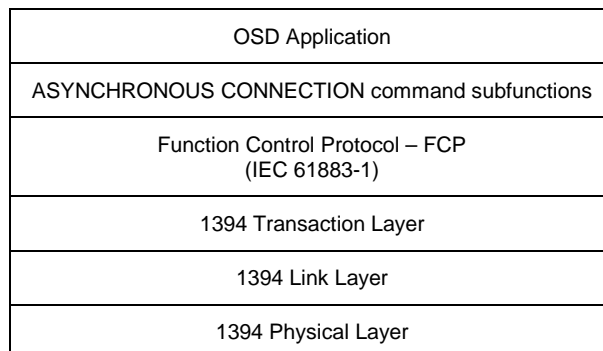 OSD Application
ASYNCHRONOUS CONNECTION command subfunctions
Function Control Protocol – FCP
(IEC 61883-1)
1394 Transaction Layer
1394 Link Layer
1394 Physical Layer